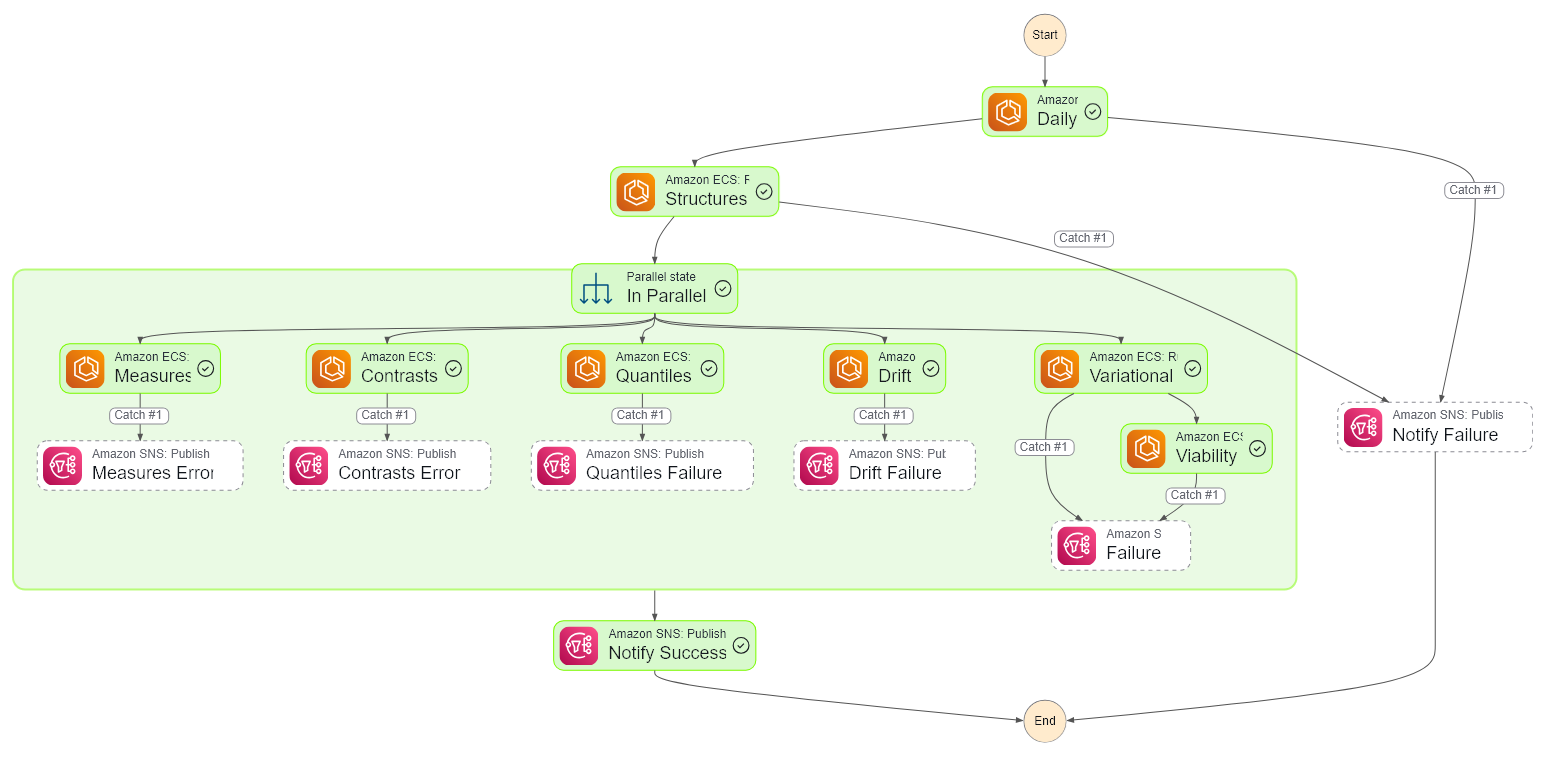 Start
Amazon
Daily
Catch #1
Amazon ECS: R
Structures
Catch #1
Parallel state
In Parallel
Amazon ECS:
Measures
Amazon ECS:
Contrasts
Amazon ECS:
Quantiles
Amazo
Drift
Amazon ECS: R
Variational
Catch #1
Catch #1
Catch #1
Catch #1
Amazon SNS: Publis
Notify Failure
Amazon ECS
Viability
Catch #1
Amazon SNS: Publish
Measures Error
Amazon SNS: Publish
Contrasts Error
Amazon SNS: Publish
Quantiles Failure
Amazon SNS: Pub
Drift Failure
Catch #1
Amazon S
Failure
Amazon SNS: Publish
Notify Success
End